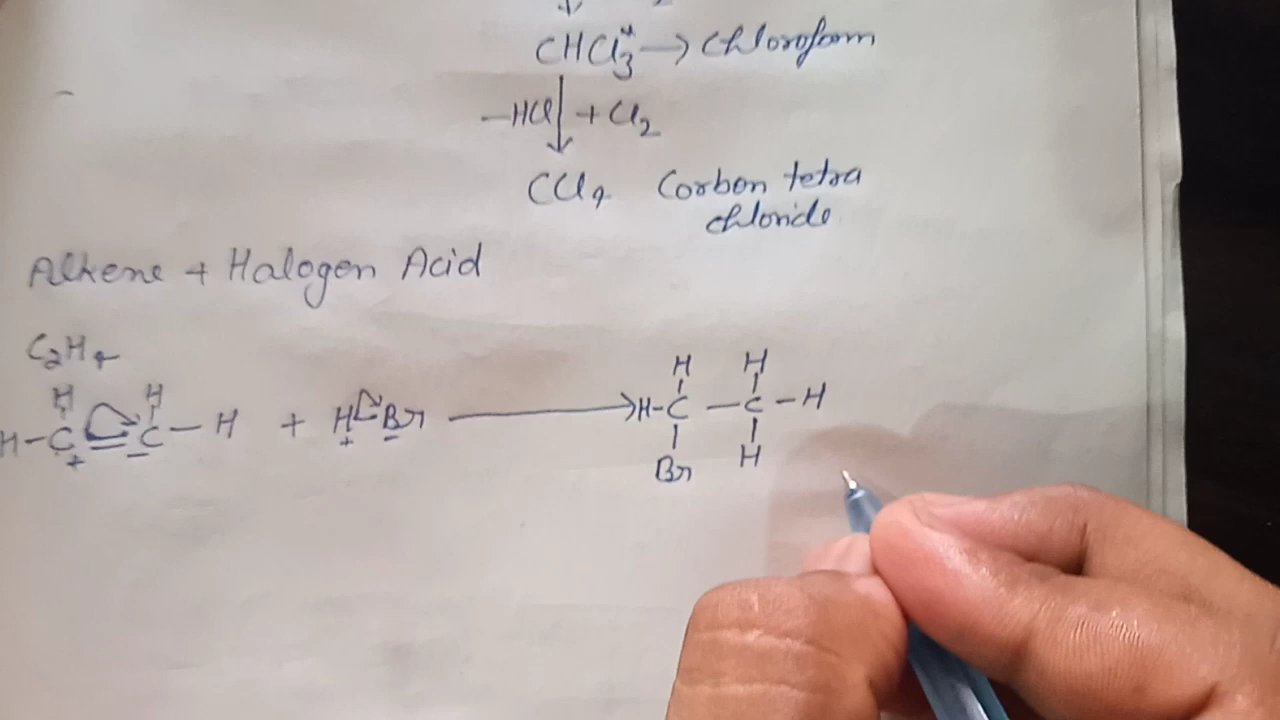 CHCl3 → Chloroform
-HCl + Cl2
CCl4 Carbon tetra
chloride
Alkene + Halogen Acid
C2H4
H H H H
H-C=C-H + H-Br → H-C-C-H
+ - + -
Br H